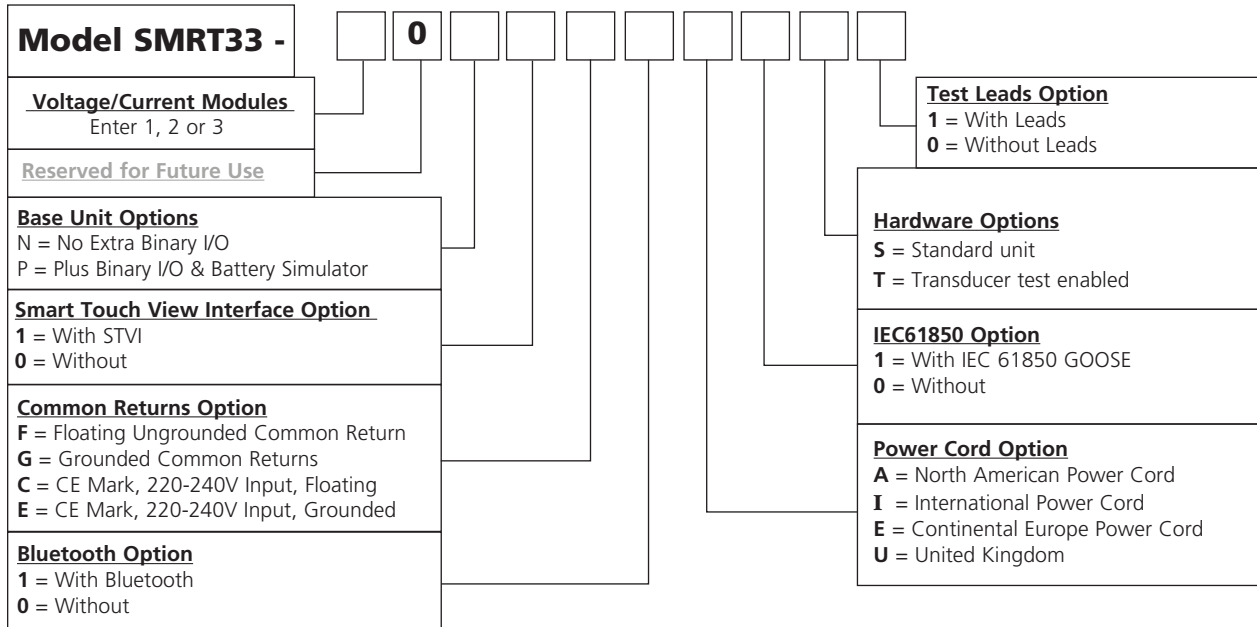 Model SMRT33 -
0
Voltage/Current Modules
Enter 1, 2 or 3
Reserved for Future Use
Base Unit Options
N = No Extra Binary I/O
P = Plus Binary I/O & Battery Simulator
Smart Touch View Interface Option
1 = With STVI
0 = Without
Common Returns Option
F = Floating Ungrounded Common Return
G = Grounded Common Returns
C = CE Mark, 220-240V Input, Floating
E = CE Mark, 220-240V Input, Grounded
Bluetooth Option
1 = With Bluetooth
0 = Without
Test Leads Option
1 = With Leads
0 = Without Leads
Hardware Options
S = Standard unit
T = Transducer test enabled
IEC61850 Option
1 = With IEC 61850 GOOSE
0 = Without
Power Cord Option
A = North American Power Cord
I = International Power Cord
E = Continental Europe Power Cord
U = United Kingdom